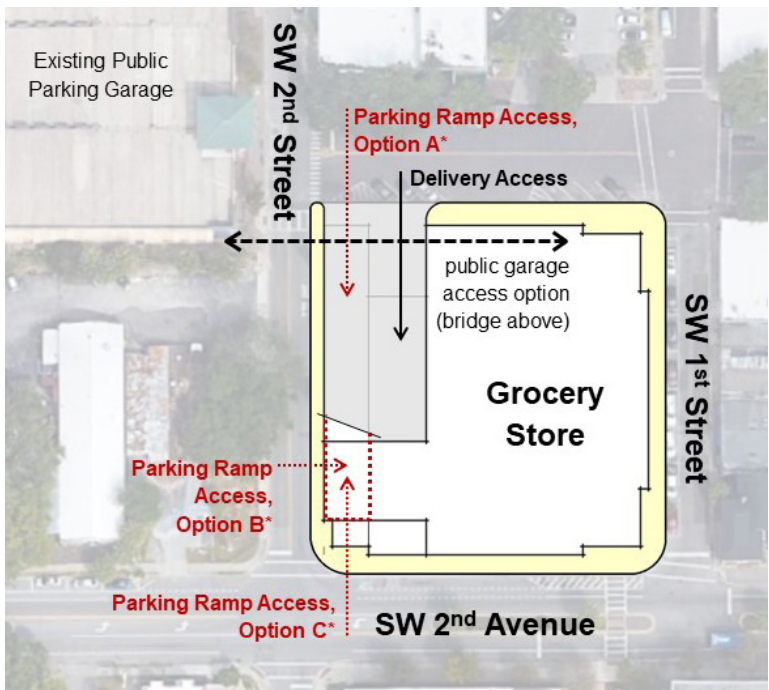 Existing Public
Parking Garage
SW 2nd Street
Parking Ramp Access,
Option A*
Delivery Access
public garage
access option
(bridge above)
Grocery
Store
SW 1st Street
Parking Ramp
Access,
Option B*
Parking Ramp Access,
Option C*
SW 2nd Avenue